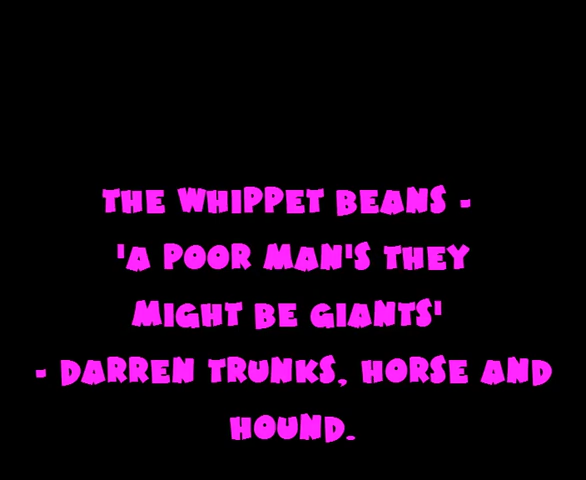 THE WHIPPET BEANS -
'A POOR MAN'S THEY
MIGHT BE GIANTS'
- DARREN TRUNKS, HORSE AND
HOUND.